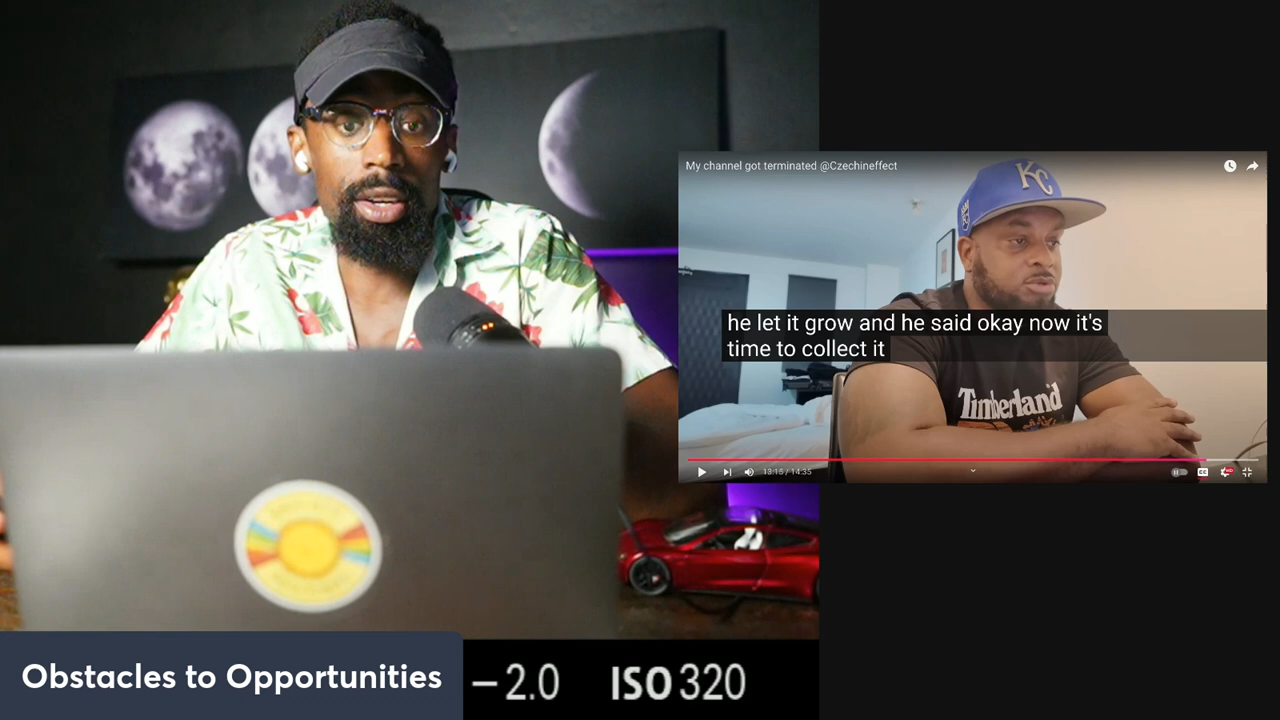 My channel got terminated @Czechineffect
KC
he let it grow and he said okay now it's
time to collect it
Timberland
13:15 / 14:35
Obstacles to Opportunities
–2.0 ISO 320